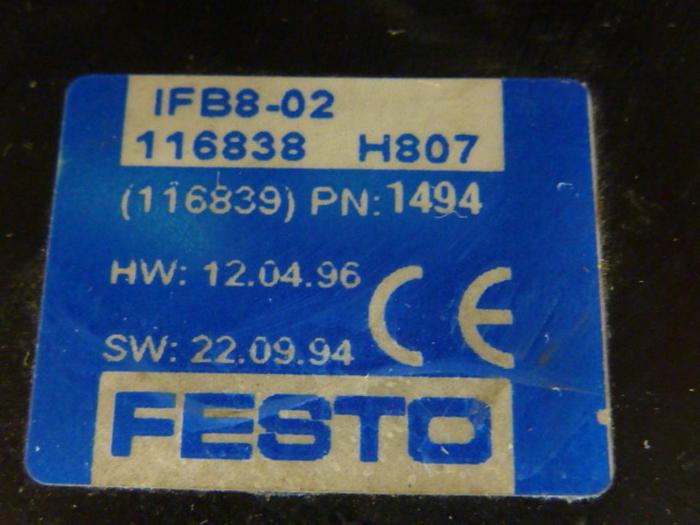 IFB8-02
116838 H807
(116839) PN: 1494
HW: 12.04.96
SW: 22.09.94
CE
FESTO